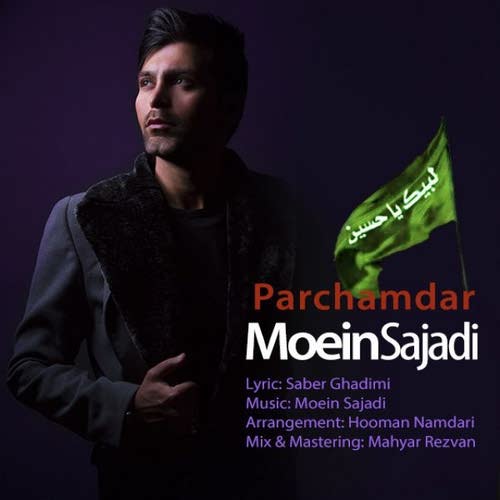 لبیک یا حسین
Parchamdar
MoeinSajadi
Lyric: Saber Ghadimi
Music: Moein Sajadi
Arrangement: Hooman Namdari
Mix & Mastering: Mahyar Rezvan